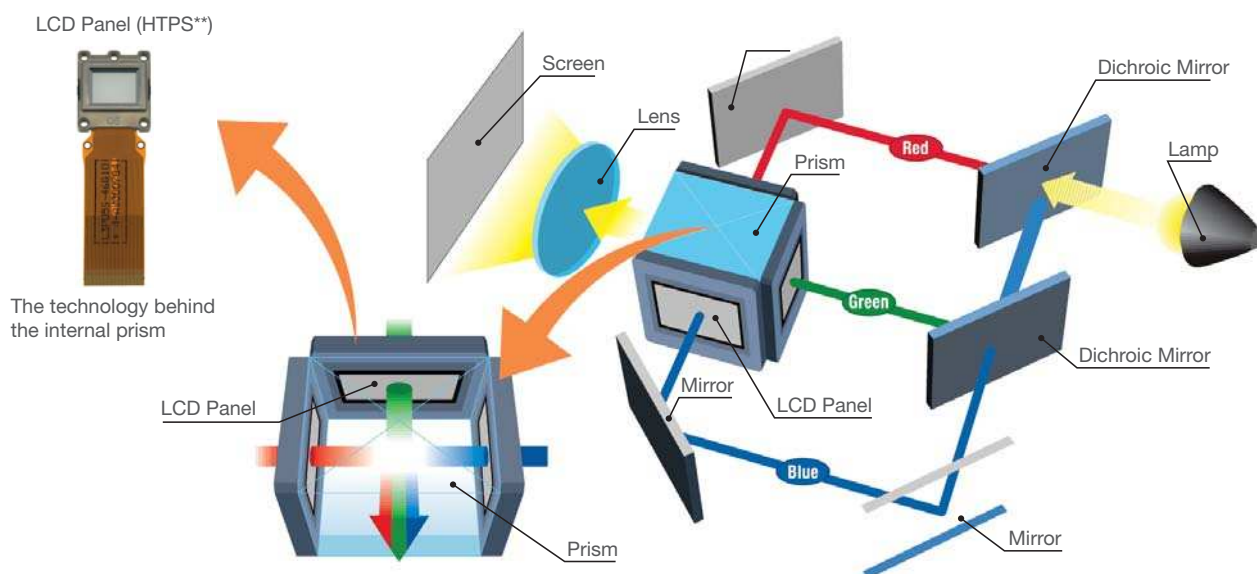 LCD Panel (HTPS**)
Screen
Dichroic Mirror
Lens
Red
Lamp
Prism
The technology behind
the internal prism
Green
Dichroic Mirror
Mirror
LCD Panel
LCD Panel
Blue
Prism
Mirror